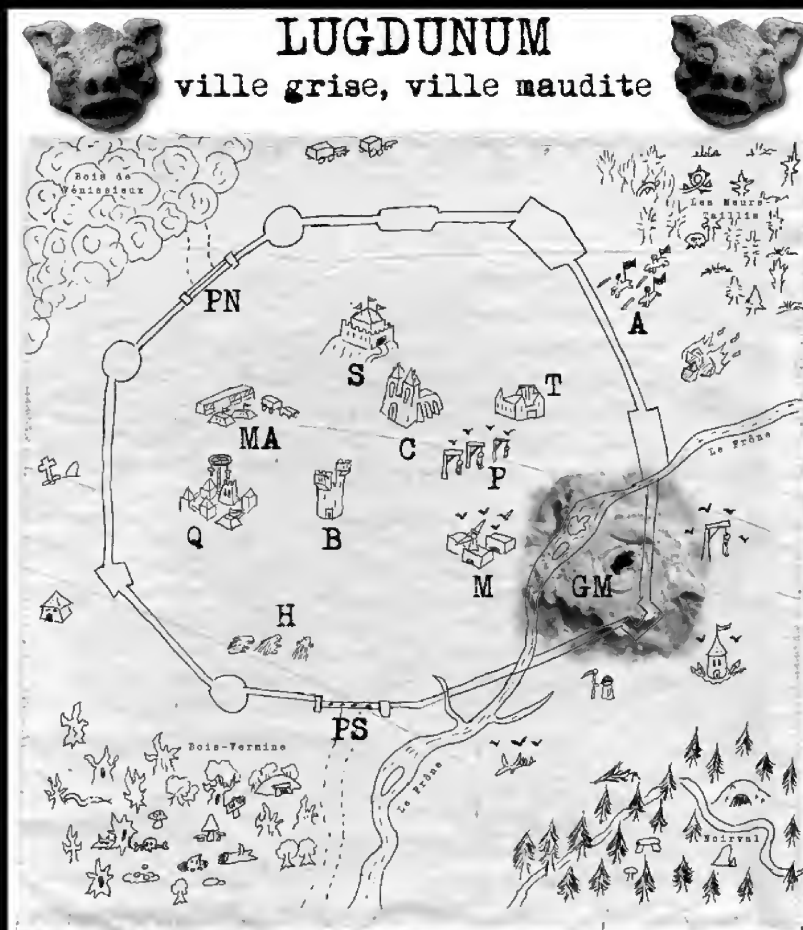 LUGDUNUM
ville grise, ville maudite
Bois de
Vénissieux
Les Meurs
Taillis
PN
A
S
MA
C
T
P
Le Frône
Q
B
M
GM
H
PS
Bois-Vermine
Le Frône
Noirval